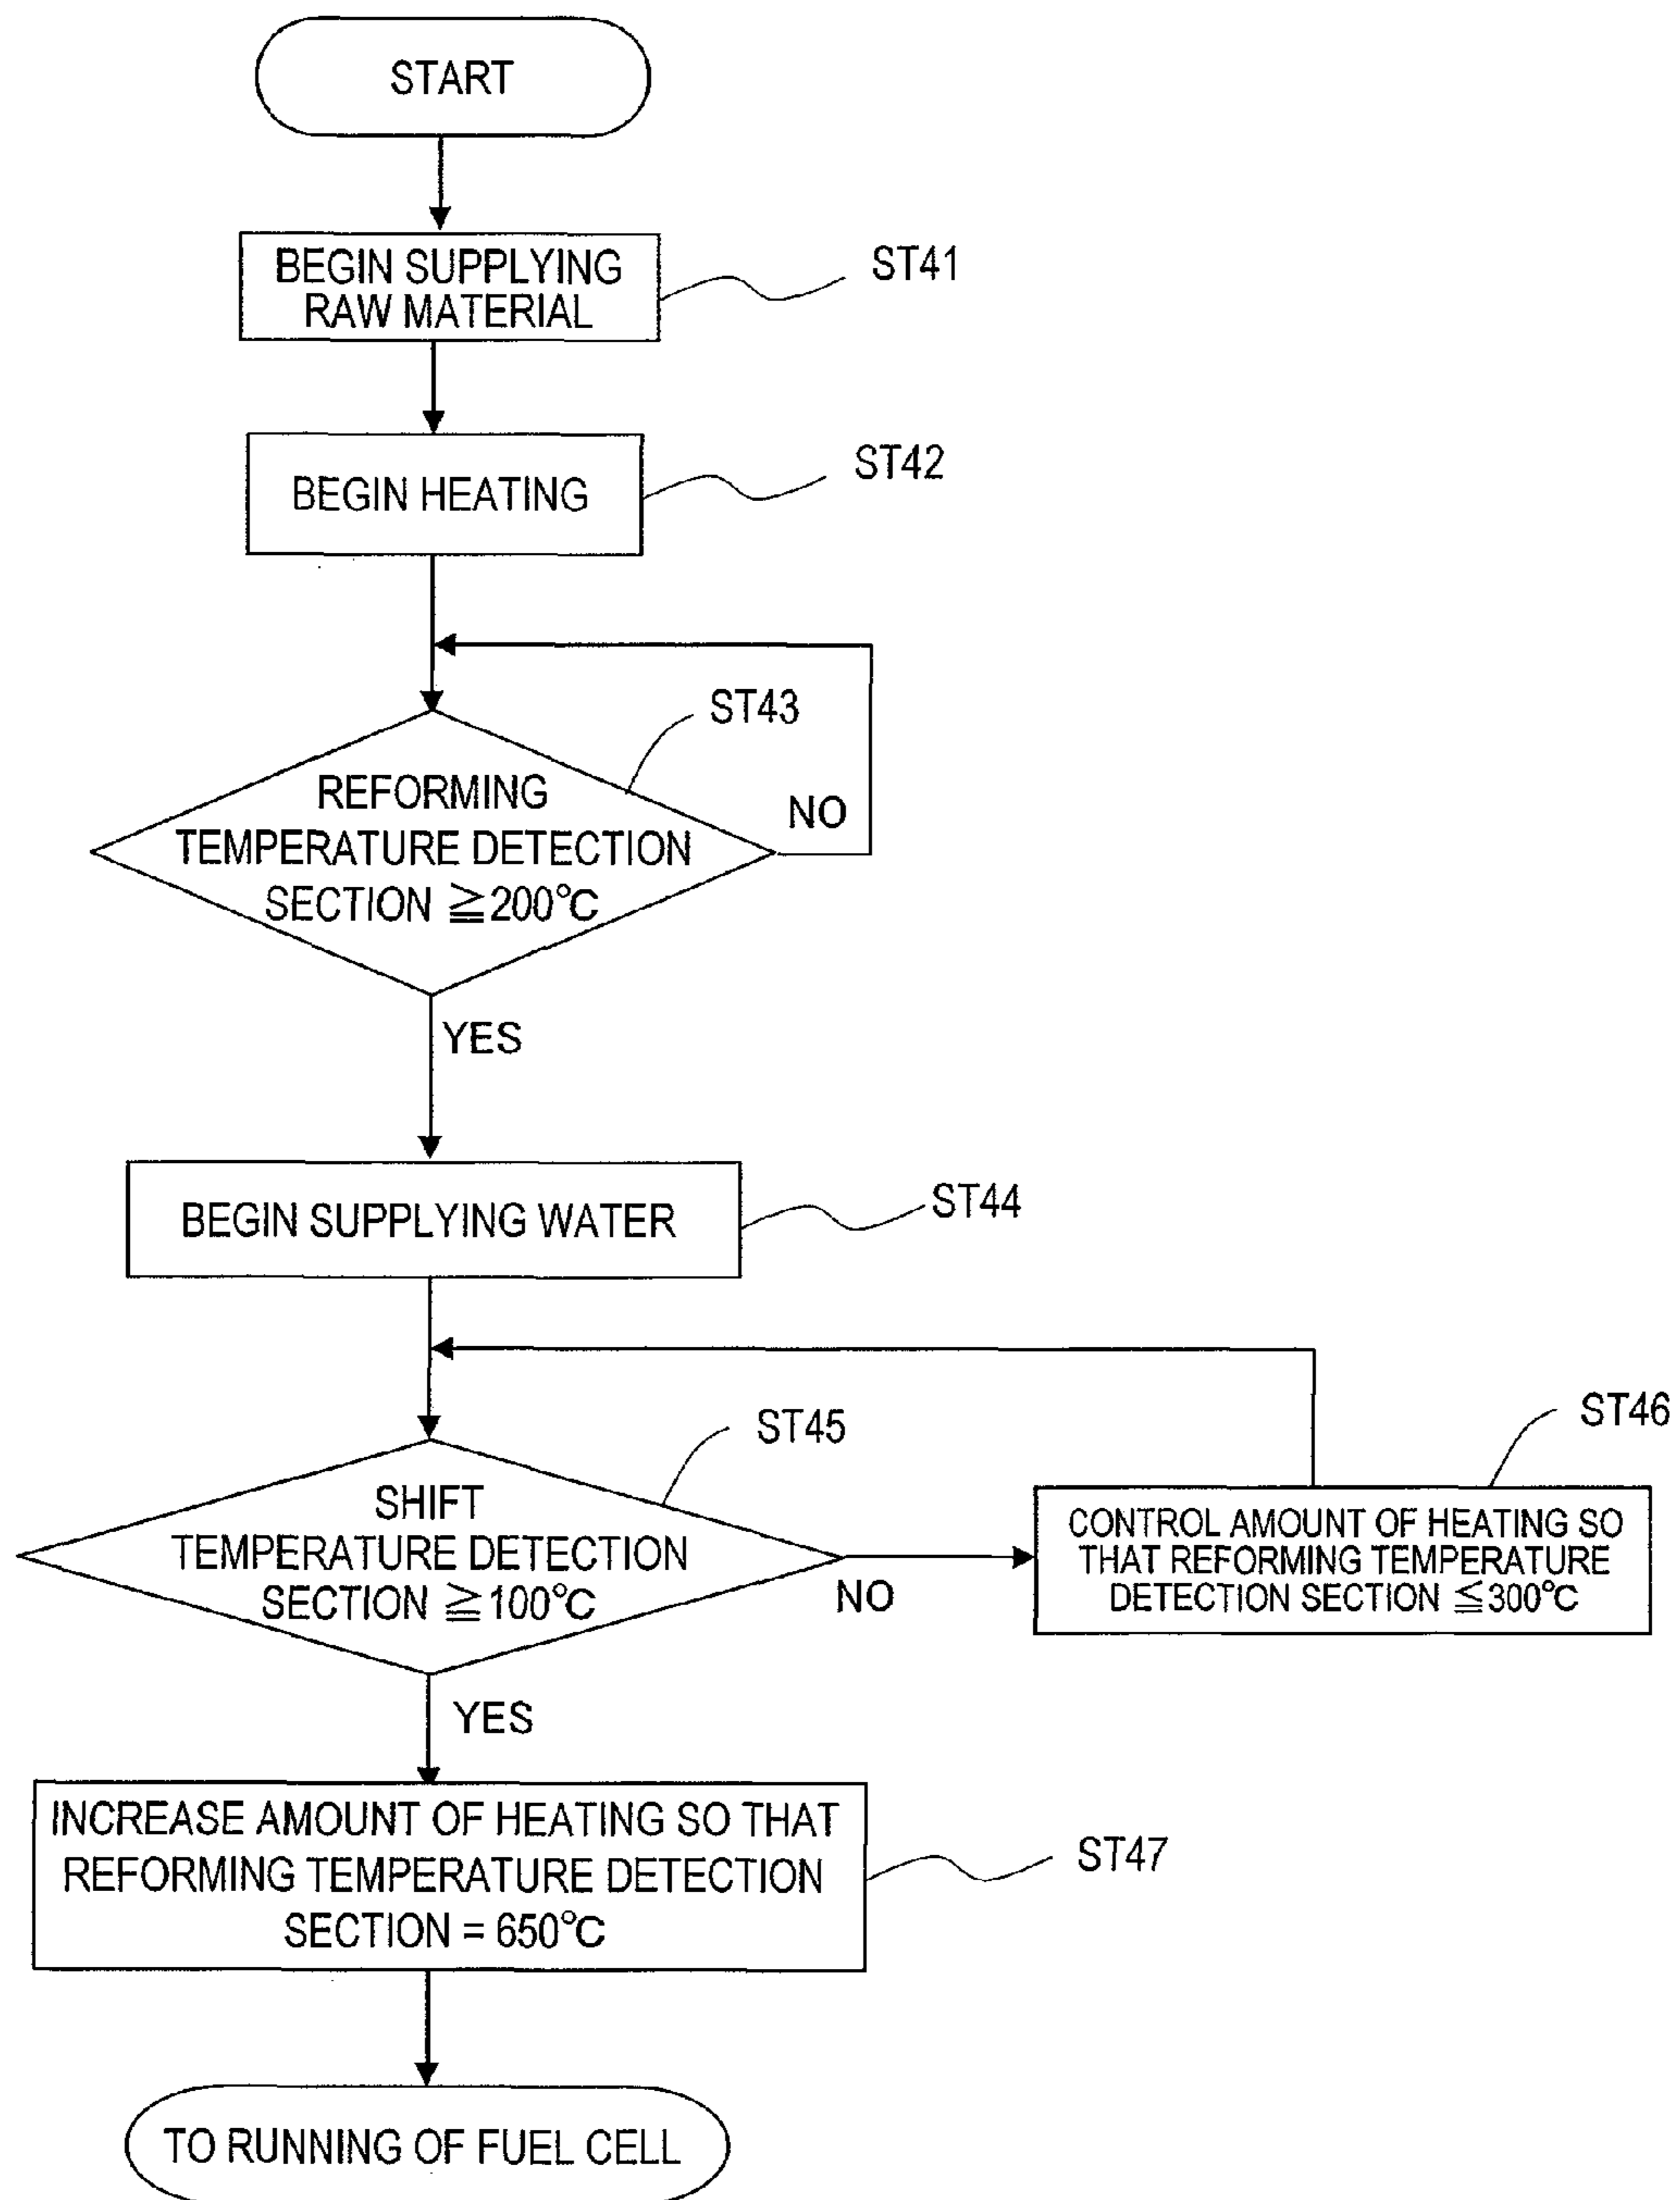 START
BEGIN SUPPLYING
RAW MATERIAL
ST41
BEGIN HEATING
ST42
ST43
REFORMING
TEMPERATURE DETECTION
SECTION ≧200°C
NO
YES
BEGIN SUPPLYING WATER
ST44
ST45
SHIFT
TEMPERATURE DETECTION
SECTION ≧100°C
NO
ST46
CONTROL AMOUNT OF HEATING SO
THAT REFORMING TEMPERATURE
DETECTION SECTION ≦300°C
YES
INCREASE AMOUNT OF HEATING SO THAT
REFORMING TEMPERATURE DETECTION
SECTION = 650°C
ST47
TO RUNNING OF FUEL CELL